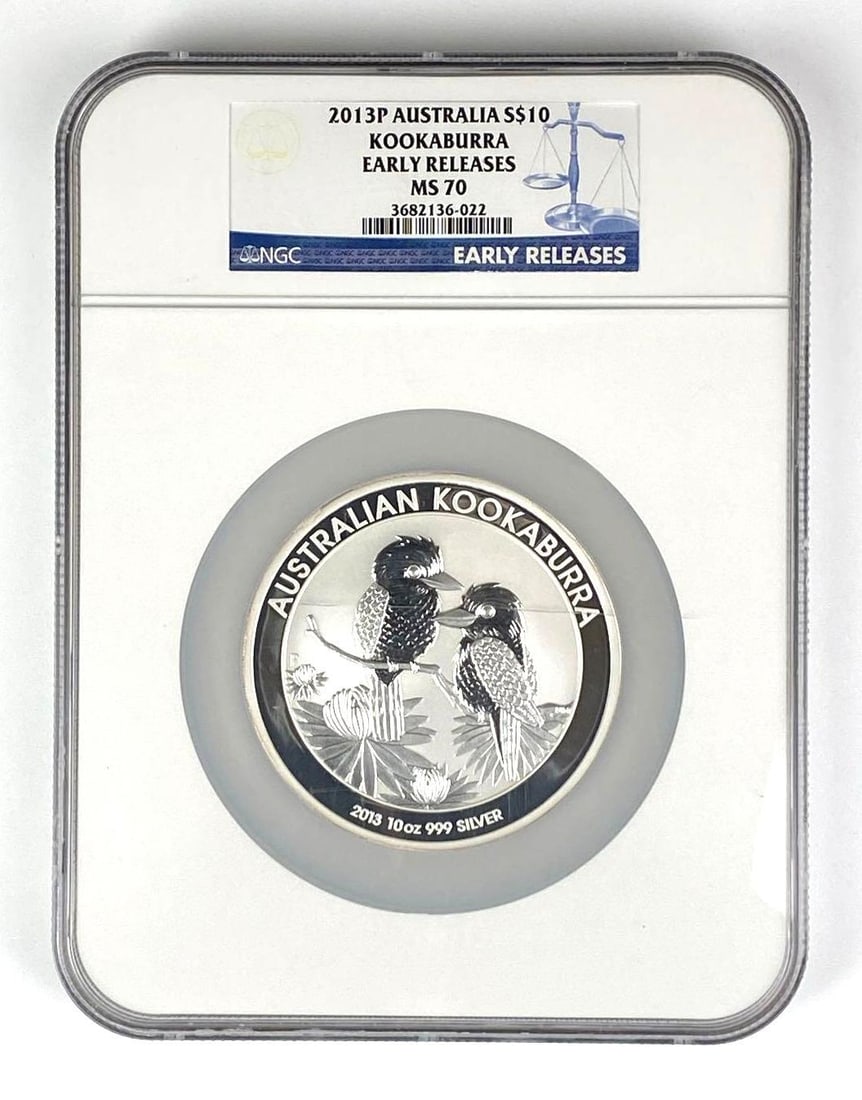 2013P AUSTRALIA S$10
KOOKABURRA
EARLY RELEASES
MS 70
3682136-022
NGC
EARLY RELEASES
AUSTRALIAN KOOKABURRA
2013 10oz 999 SILVER